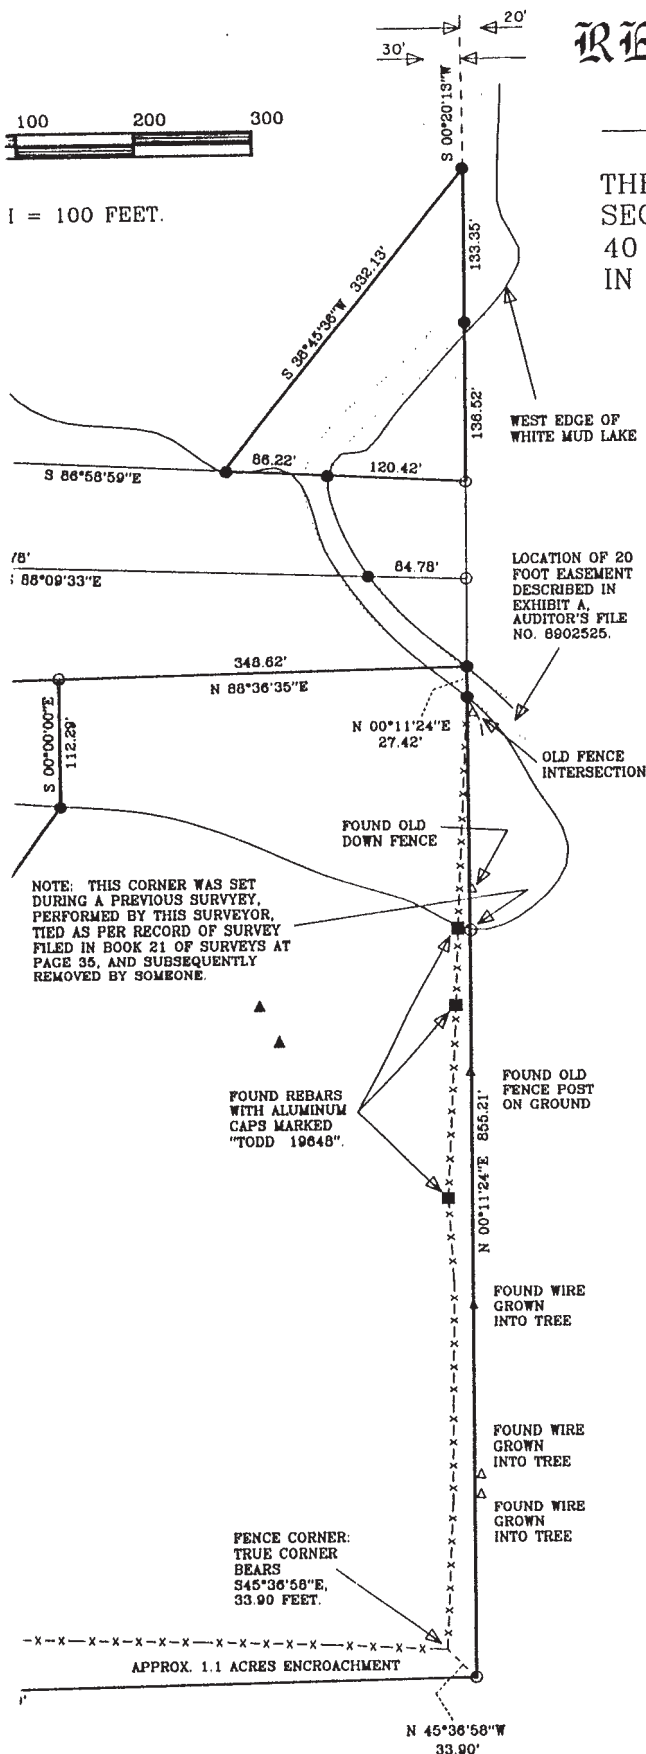 20'
30'
RE
S 00°20'13"W
100 200 300
= 100 FEET.
THE
SEC
40
IN
133.35'
S 38°45'36"W 332.13'
136.52'
WEST EDGE OF
WHITE MUD LAKE
86.22' 120.42'
S 86°58'59"E
78'
88°09'33"E
84.78'
LOCATION OF 20
FOOT EASEMENT
DESCRIBED IN
EXHIBIT A,
AUDITOR'S FILE
NO. 8902525.
348.62'
N 88°36'35"E
S 00°00'00"E
112.29'
N 00°11'24"E
27.42'
OLD FENCE
INTERSECTION
FOUND OLD
DOWN FENCE
NOTE: THIS CORNER WAS SET
DURING A PREVIOUS SURVYEY,
PERFORMED BY THIS SURVEYOR,
TIED AS PER RECORD OF SURVEY
FILED IN BOOK 21 OF SURVEYS AT
PAGE 35, AND SUBSEQUENTLY
REMOVED BY SOMEONE.
FOUND REBARS
WITH ALUMINUM
CAPS MARKED
"TODD 19648".
FOUND OLD
FENCE POST
ON GROUND
N 00°11'24"E 855.21'
FOUND WIRE
GROWN
INTO TREE
FOUND WIRE
GROWN
INTO TREE
FOUND WIRE
GROWN
INTO TREE
FENCE CORNER:
TRUE CORNER
BEARS
S45°36'58"E,
33.90 FEET.
APPROX. 1.1 ACRES ENCROACHMENT
N 45°36'58"W
33.90'